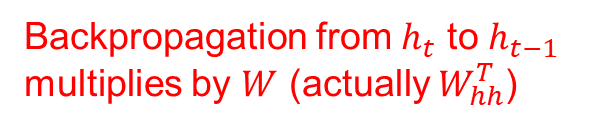 Backpropagation from $h_t$ to $h_{t-1}$
multiplies by $W$ (actually $W_{hh}^T$)